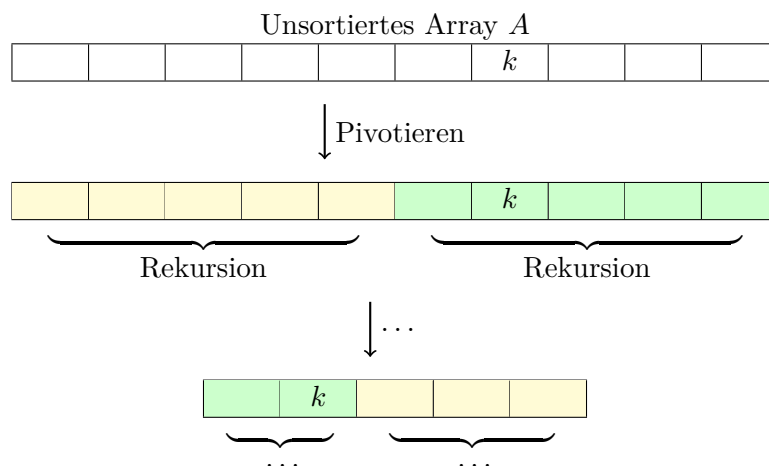 Unsortiertes Array A
k
Pivotieren
k
Rekursion Rekursion
...
k
... ...